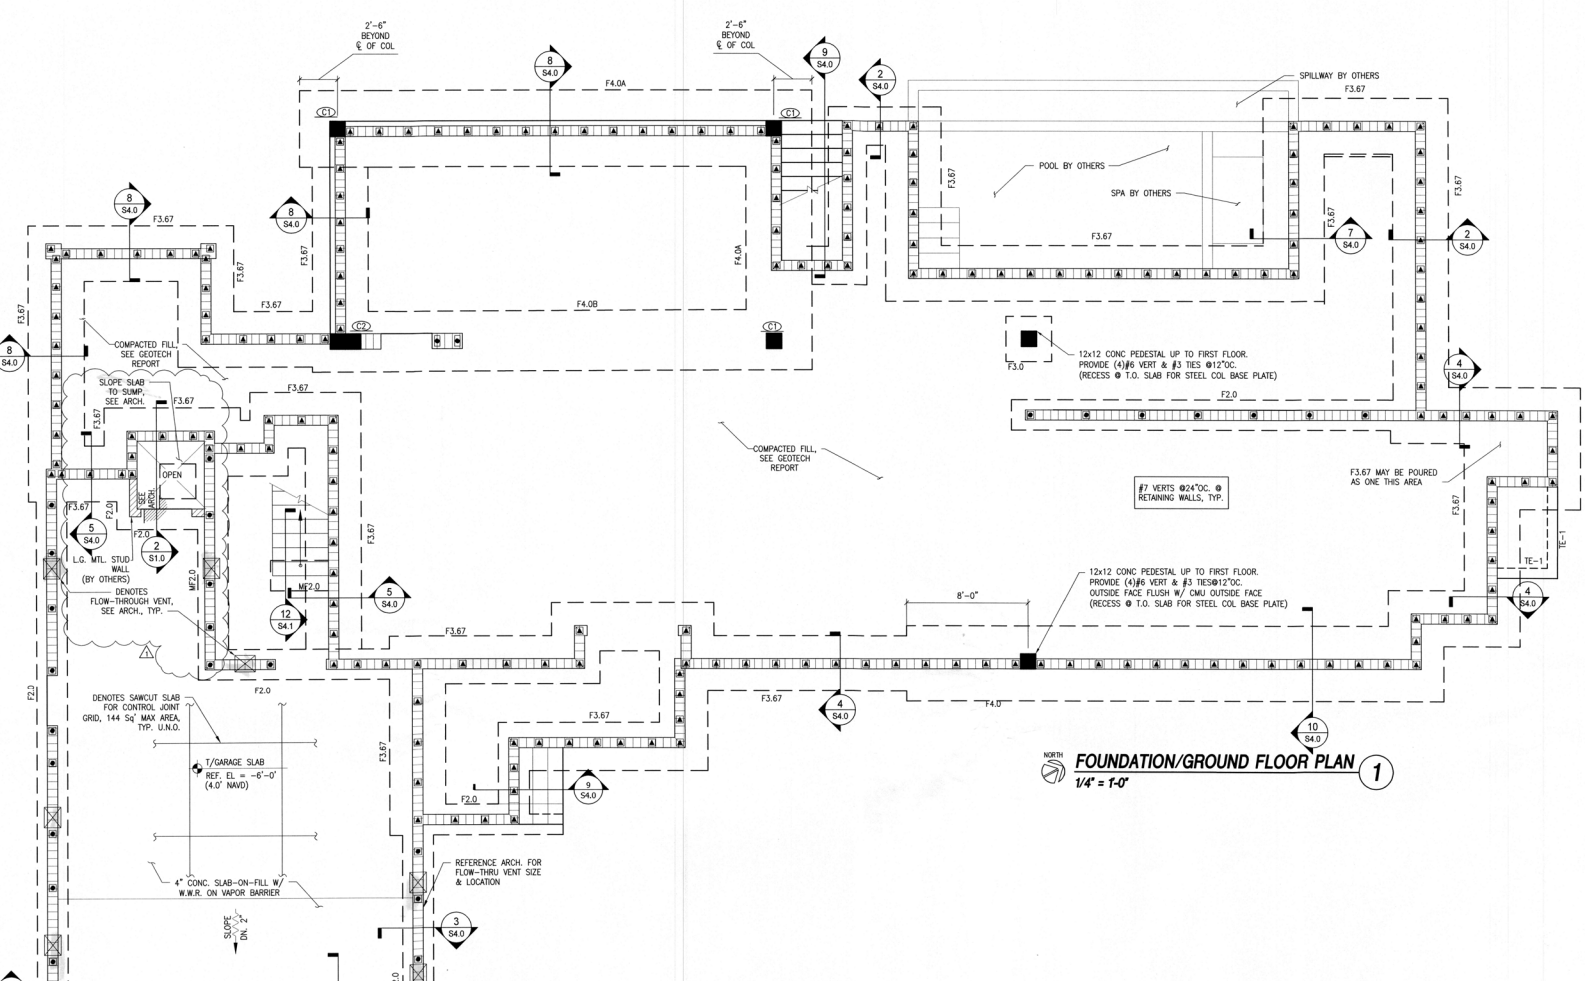 2'-6"
BEYOND
℄ OF COL
2'-6"
BEYOND
℄ OF COL
8
S4.0
9
S4.0
2
S4.0
F4.0A
SPILLWAY BY OTHERS
F3.67
C1
C1
POOL BY OTHERS
SPA BY OTHERS
F3.67
F3.67
F3.67
F3.67
7
S4.0
2
S4.0
8
S4.0
F3.67
8
S4.0
F3.67
F3.67
F3.67
F4.0A
F4.0B
F3.67
C2
C1
8
S4.0
COMPACTED FILL,
SEE GEOTECH
REPORT
12x12 CONC PEDESTAL UP TO FIRST FLOOR.
PROVIDE (4)#6 VERT & #3 TIES @12"OC.
(RECESS @ T.O. SLAB FOR STEEL COL BASE PLATE)
F3.0
4
S4.0
SLOPE SLAB
TO SUMP,
SEE ARCH.
F3.67
F3.67
F3.67
F2.0
OPEN
SEE
ARCH.
COMPACTED FILL,
SEE GEOTECH
REPORT
F3.67 MAY BE POURED
AS ONE THIS AREA
#7 VERTS @24"OC. @
RETAINING WALLS, TYP.
F3.67
F3.67
F2.0
F2.0
5
S4.0
2
S1.0
F3.67
TE-1
TE-1
L.G. MTL. STUD
WALL
(BY OTHERS)
DENOTES
FLOW-THROUGH VENT,
SEE ARCH., TYP.
MF2.0
MF2.0
5
S4.0
12
S4.1
12x12 CONC PEDESTAL UP TO FIRST FLOOR.
PROVIDE (4)#6 VERT & #3 TIES@12"OC.
OUTSIDE FACE FLUSH W/ CMU OUTSIDE FACE
(RECESS @ T.O. SLAB FOR STEEL COL BASE PLATE)
8'-0"
4
S4.0
F3.67
1
F2.0
F2.0
DENOTES SAWCUT SLAB
FOR CONTROL JOINT
GRID, 144 Sq' MAX AREA,
TYP. U.N.O.
F3.67
F3.67
F4.0
4
S4.0
10
S4.0
T/GARAGE SLAB
REF. EL = -6'-0'
(4.0' NAVD)
F3.67
F2.0
9
S4.0
NORTH
FOUNDATION/GROUND FLOOR PLAN
1
1/4" = 1'-0"
4" CONC. SLAB-ON-FILL W/
W.W.R. ON VAPOR BARRIER
REFERENCE ARCH. FOR
FLOW-THRU VENT SIZE
& LOCATION
SLOPE
DN. 2"
3
S4.0